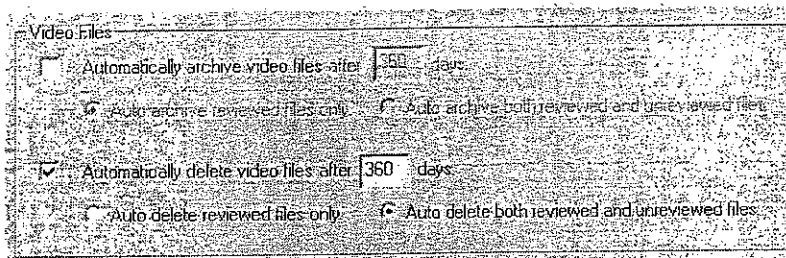 Video Files
Automatically archive video files after 360 days
Auto archive reviewed files only Auto archive both reviewed and unreviewed files
Automatically delete video files after 360 days
Auto delete reviewed files only Auto delete both reviewed and unreviewed files